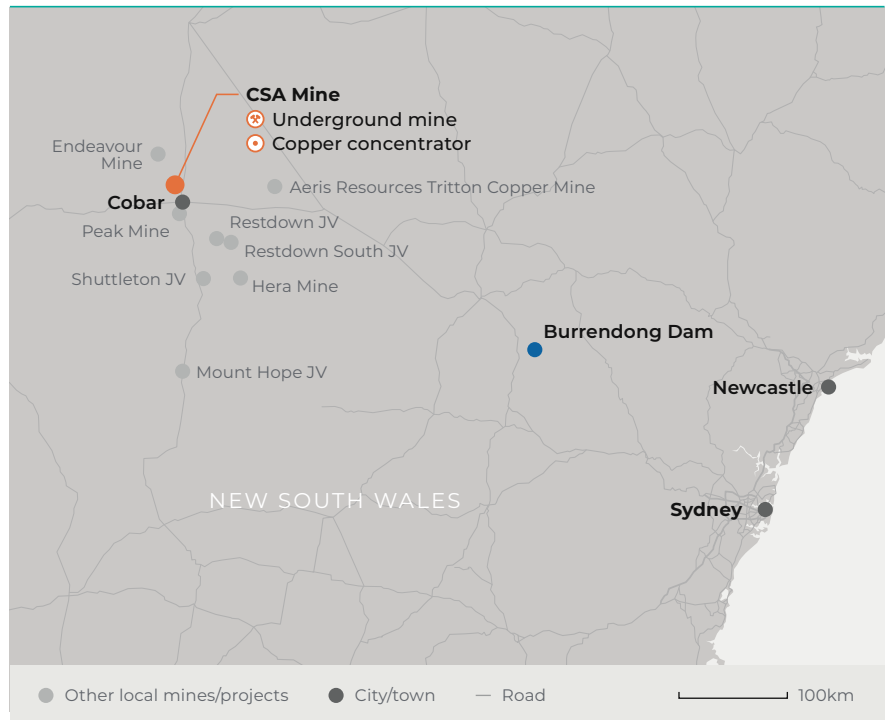 CSA Mine
Underground mine
Copper concentrator
Endeavour
Mine
Aeris Resources Tritton Copper Mine
Cobar
Peak Mine
Restdown JV
Restdown South JV
Shuttleton JV
Hera Mine
Burrendong Dam
Mount Hope JV
Newcastle
NEW SOUTH WALES
Sydney
Other local mines/projects
City/town
Road
100km